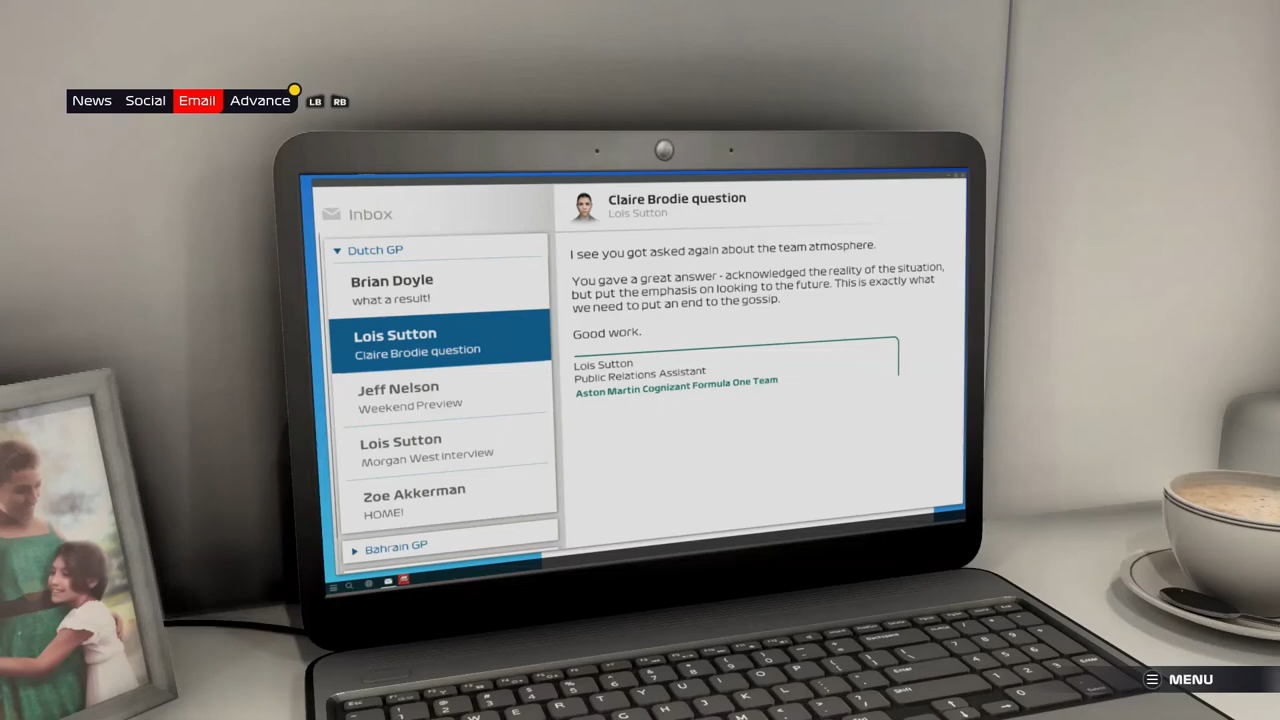 News Social Email Advance LB RB
Inbox
Dutch GP
Brian Doyle
what a result!
Lois Sutton
Claire Brodie question
Jeff Nelson
Weekend Preview
Lois Sutton
Morgan West interview
Zoe Akkerman
HOME!
Bahrain GP
Claire Brodie question
Lois Sutton
I see you got asked again about the team atmosphere.
You gave a great answer - acknowledged the reality of the situation,
but put the emphasis on looking to the future. This is exactly what
we need to put an end to the gossip.
Good work.
Lois Sutton
Public Relations Assistant
Aston Martin Cognizant Formula One Team
MENU